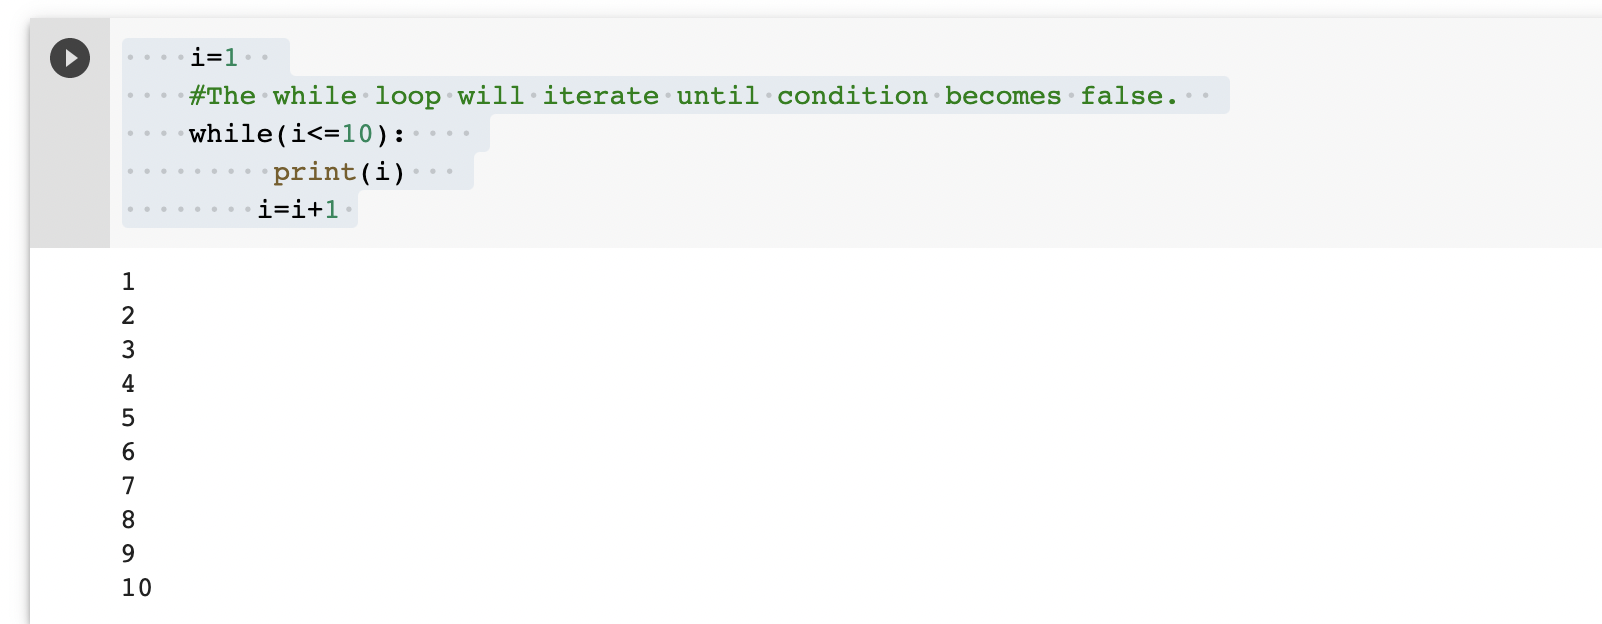 i=1
    #The while loop will iterate until condition becomes false.
    while(i<=10):
         print(i)
        i=i+1
1
2
3
4
5
6
7
8
9
10